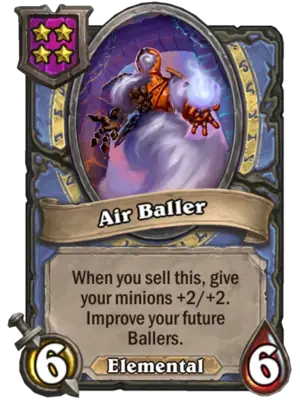 Air Baller
When you sell this, give
your minions +2/+2.
Improve your future
Ballers.
6
Elemental
6